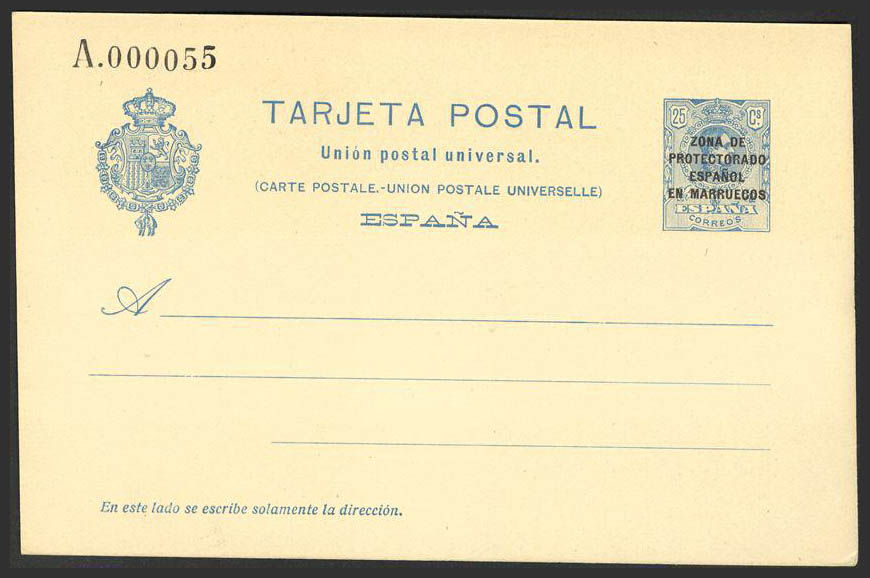 A.000055
TARJETA POSTAL
Unión postal universal.
(CARTE POSTALE.-UNION POSTALE UNIVERSELLE)
ESPAÑA
25 Cs.
ZONA DE
PROTECTORADO
ESPAÑOL
EN MARRUECOS
ESPAÑA
CORREOS
A
En este lado se escribe solamente la dirección.